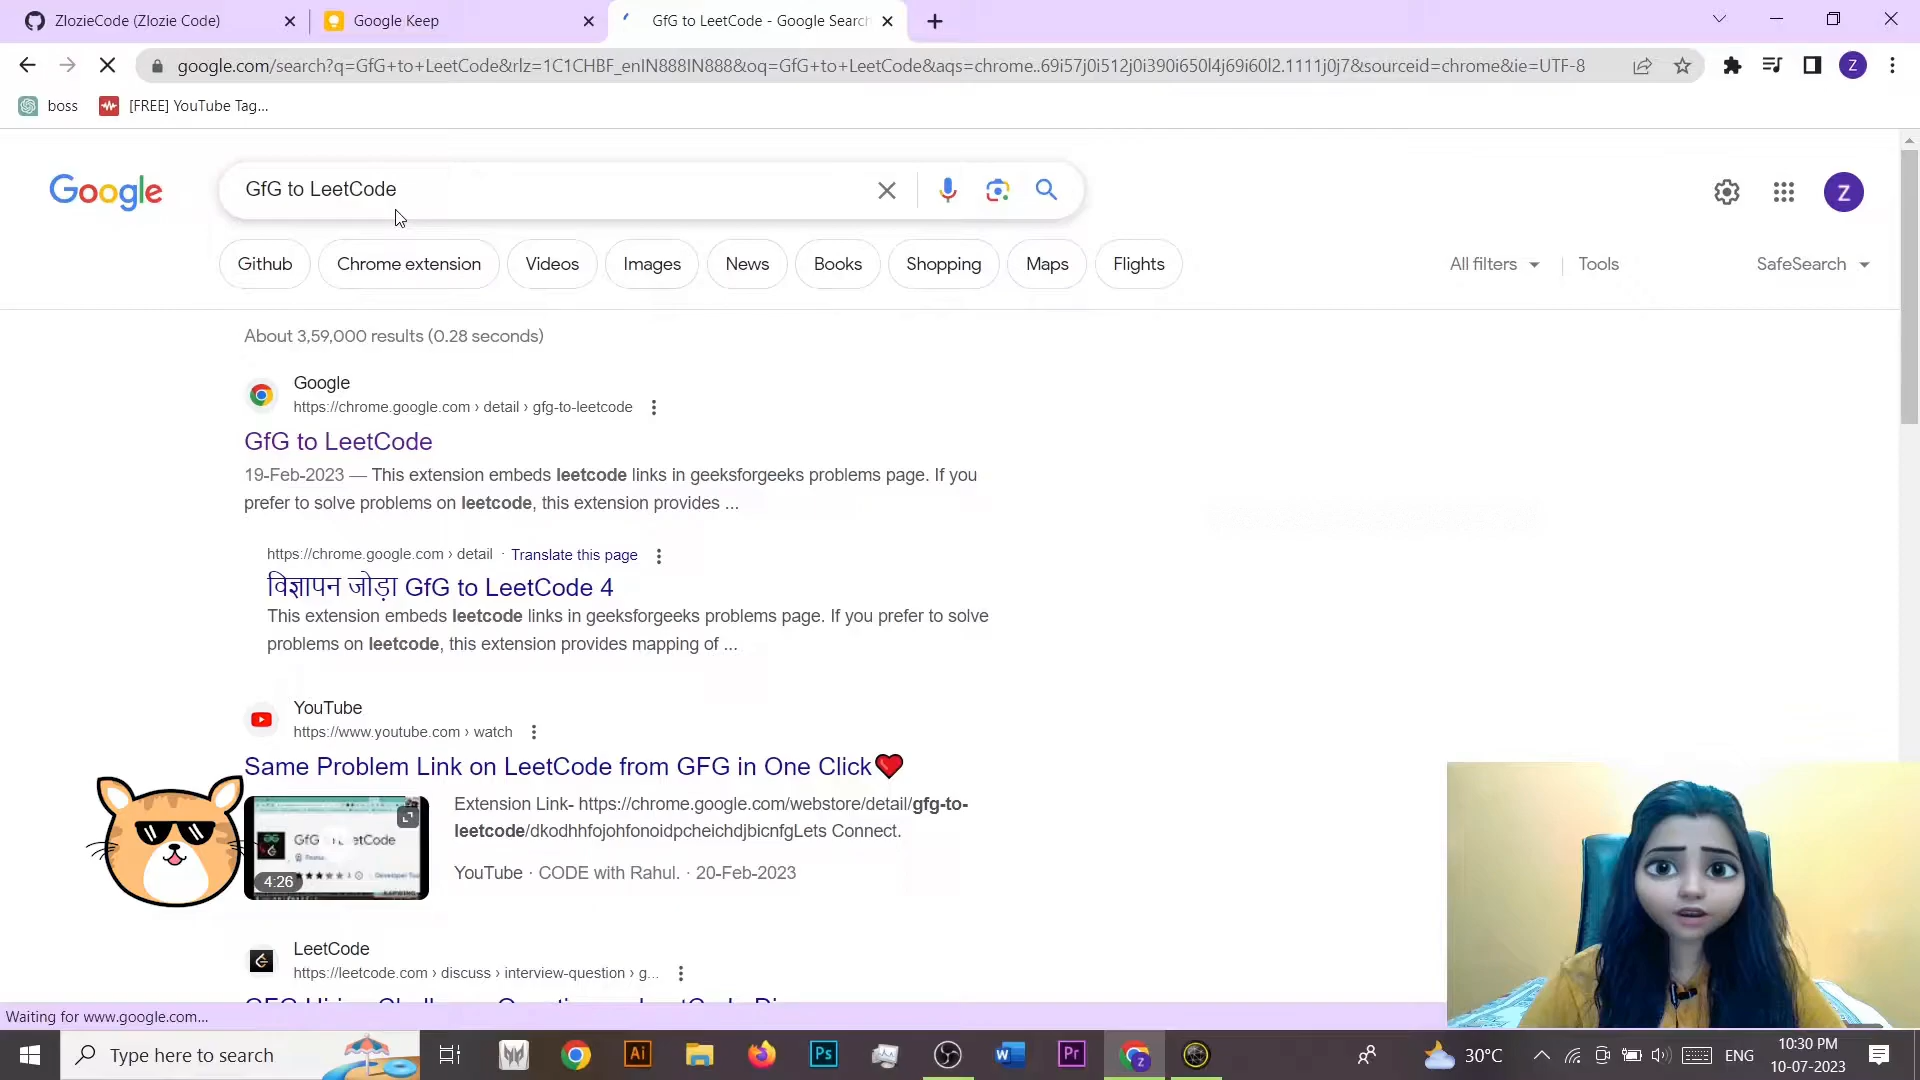 ZlozieCode (Zlozie Code)
Google Keep
GfG to LeetCode - Google Search
google.com/search?q=GfG+to+LeetCode&rlz=1C1CHBF_enIN888IN888&oq=GfG+to+LeetCode&aqs=chrome..69i57j0i512j0i390i650l4j69i60l2.1111j0j7&sourceid=chrome&ie=UTF-8
Z
boss
[FREE] YouTube Tag...
Google
GfG to LeetCode
Z
Github
Chrome extension
Videos
Images
News
Books
Shopping
Maps
Flights
All filters
Tools
SafeSearch
About 3,59,000 results (0.28 seconds)
Google
https://chrome.google.com › detail › gfg-to-leetcode
GfG to LeetCode
19-Feb-2023 — This extension embeds leetcode links in geeksforgeeks problems page. If you
prefer to solve problems on leetcode, this extension provides ...
https://chrome.google.com › detail · Translate this page
विज्ञापन जोड़ा GfG to LeetCode 4
This extension embeds leetcode links in geeksforgeeks problems page. If you prefer to solve
problems on leetcode, this extension provides mapping of ...
YouTube
https://www.youtube.com › watch
Same Problem Link on LeetCode from GFG in One Click❤️
Extension Link- https://chrome.google.com/webstore/detail/gfg-to-
leetcode/dkodhhfojohfonoidpcheichdjbicnfgLets Connect.
4:26
YouTube · CODE with Rahul. · 20-Feb-2023
LeetCode
https://leetcode.com › discuss › interview-question › g...
Waiting for www.google.com...
Type here to search
Ai
Ps
Pr
Z
30°C
ENG
10:30 PM
10-07-2023